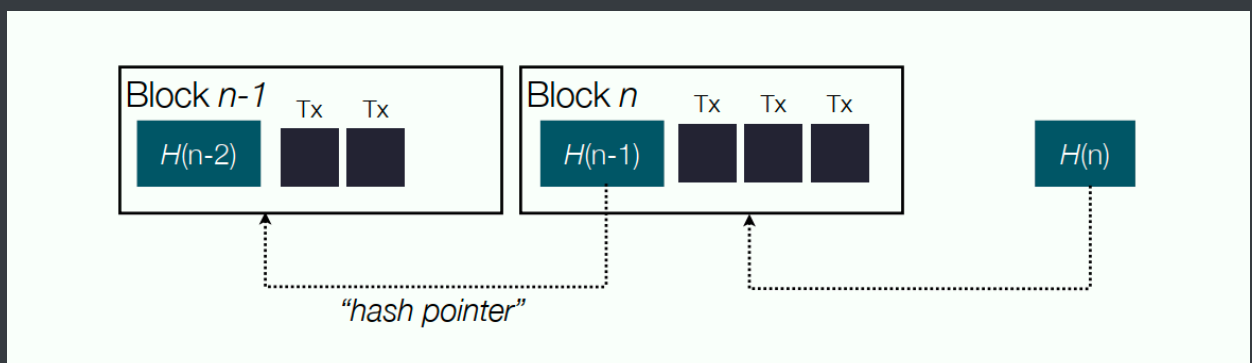 Block n-1
Tx Tx
H(n-2)
Block n
Tx Tx Tx
H(n-1)
H(n)
“hash pointer”